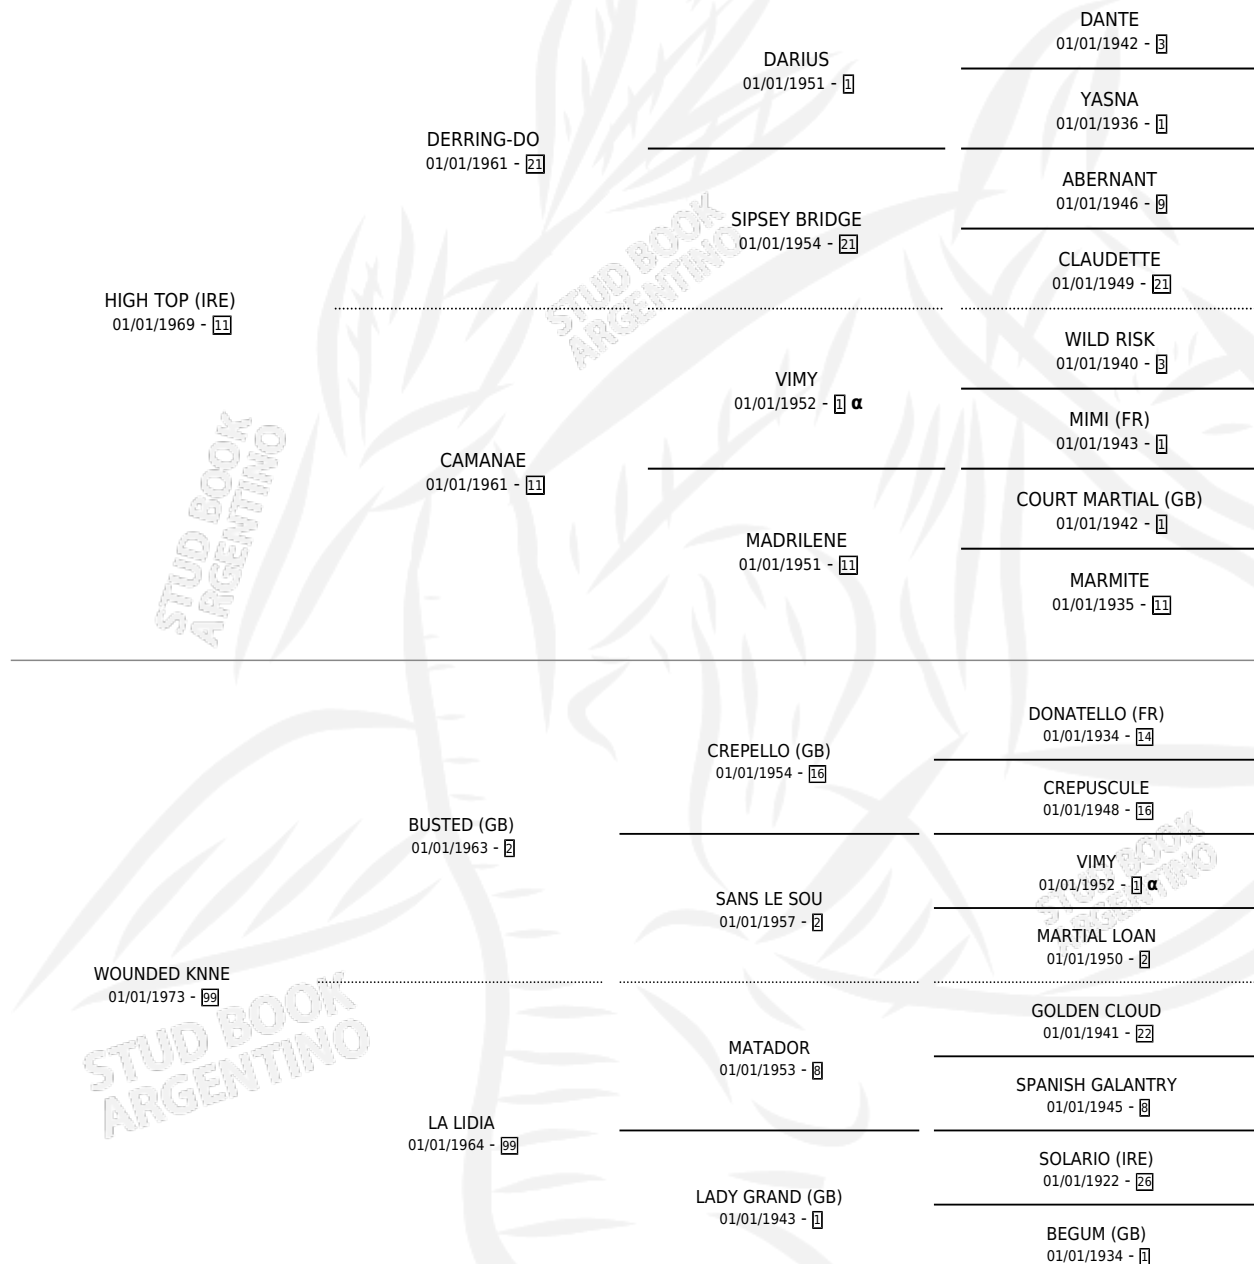 DANTE
01/01/1942 - 3
DARIUS
01/01/1951 - 1
YASNA
01/01/1936 - 1
DERRING-DO
01/01/1961 - 21
ABERNANT
01/01/1946 - 9
SIPSEY BRIDGE
01/01/1954 - 21
CLAUDETTE
01/01/1949 - 21
HIGH TOP (IRE)
01/01/1969 - 11
WILD RISK
01/01/1940 - 3
VIMY
01/01/1952 - 1 α
MIMI (FR)
01/01/1943 - 1
CAMANAE
01/01/1961 - 11
COURT MARTIAL (GB)
01/01/1942 - 1
MADRILENE
01/01/1951 - 11
MARMITE
01/01/1935 - 11
DONATELLO (FR)
01/01/1934 - 14
CREPELLO (GB)
01/01/1954 - 16
CREPUSCULE
01/01/1948 - 16
BUSTED (GB)
01/01/1963 - 2
VIMY
01/01/1952 - 1 α
SANS LE SOU
01/01/1957 - 2
MARTIAL LOAN
01/01/1950 - 2
WOUNDED KNNE
01/01/1973 - 99
GOLDEN CLOUD
01/01/1941 - 22
MATADOR
01/01/1953 - 8
SPANISH GALANTRY
01/01/1945 - 8
LA LIDIA
01/01/1964 - 99
SOLARIO (IRE)
01/01/1922 - 26
LADY GRAND (GB)
01/01/1943 - 1
BEGUM (GB)
01/01/1934 - 1
STUD BOOK
ARGENTINO
STUD BOOK
ARGENTINO
STUD BOOK
ARGENTINO
STUD BOOK
ARGENTINO